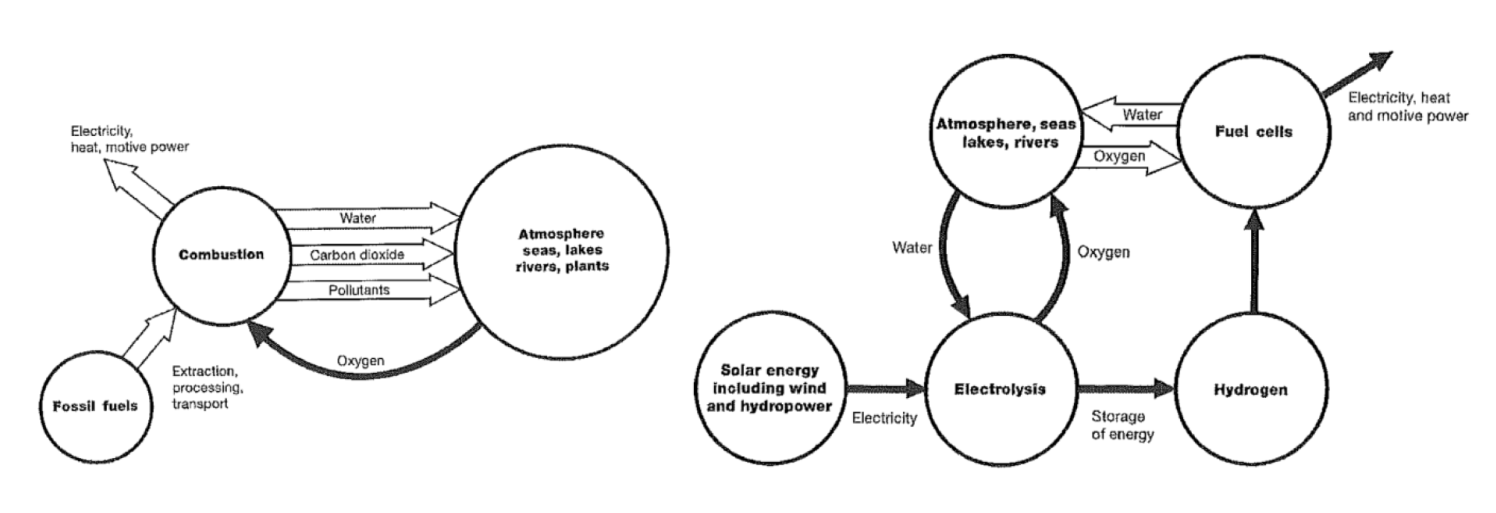 Electricity,
heat, motive power
Combustion
Water
Carbon dioxide
Pollutants
Atmosphere
seas, lakes
rivers, plants
Oxygen
Extraction,
processing,
transport
Fossil fuels
Atmosphere, seas
lakes, rivers
Water
Oxygen
Fuel cells
Electricity, heat
and motive power
Water
Oxygen
Solar energy
including wind
and hydropower
Electricity
Electrolysis
Storage
of energy
Hydrogen